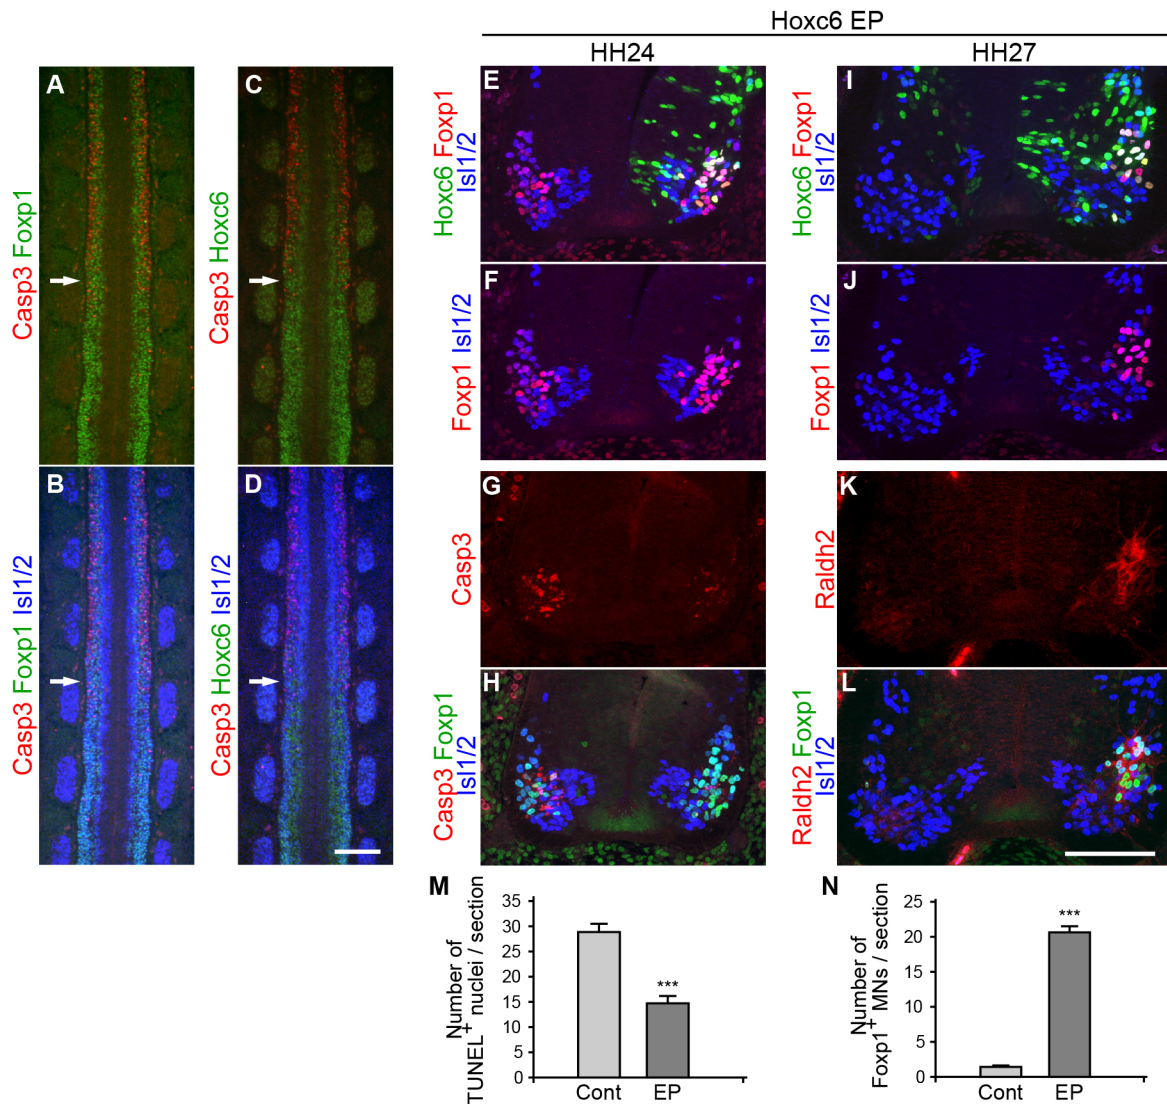 Hoxc6 EP
HH24
HH27
A
C
E
I
Casp3 Foxp1
Casp3 Hoxc6
Hoxc6 Foxp1
Isl1/2
Hoxc6 Foxp1
Isl1/2
F
J
Foxp1 Isl1/2
Foxp1 Isl1/2
B
D
G
K
Casp3 Foxp1 Isl1/2
Casp3 Hoxc6 Isl1/2
Casp3
Raldh2
H
L
Casp3 Foxp1
Isl1/2
Raldh2 Foxp1
Isl1/2
M
Number of
TUNEL+ nuclei / section
35
30
25
20
15
10
5
0
***
Cont
EP
N
Number of
Foxp1+ MNs / section
25
20
15
10
5
0
***
Cont
EP